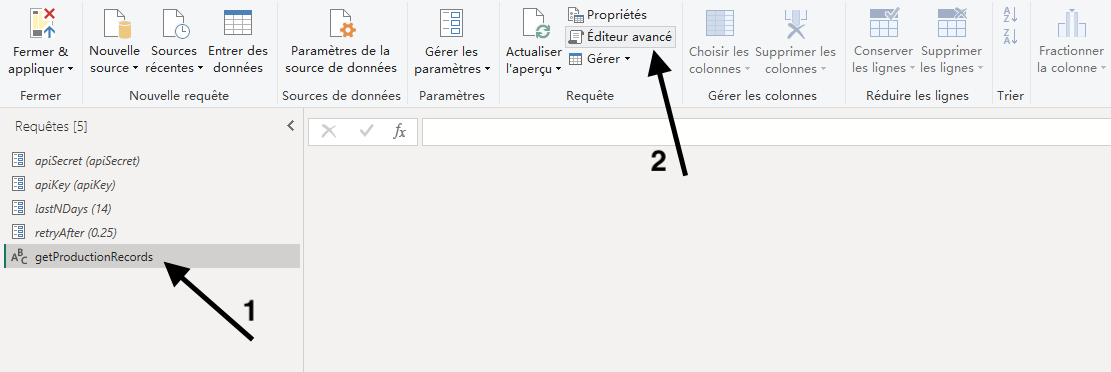 Fermer &
appliquer
Nouvelle
source
Sources
récentes
Entrer des
données
Paramètres de la
source de données
Gérer les
paramètres
Actualiser
l'aperçu
Propriétés
Éditeur avancé
Gérer
Choisir les
colonnes
Supprimer les
colonnes
Conserver
les lignes
Supprimer
les lignes
A
Z
Z
A
Fractionner
la colonne
Fermer
Nouvelle requête
Sources de données
Paramètres
Requête
Gérer les colonnes
Réduire les lignes
Trier
Requêtes [5]
fx
apiSecret (apiSecret)
apiKey (apiKey)
lastNDays (14)
retryAfter (0.25)
ABC getProductionRecords
1
2